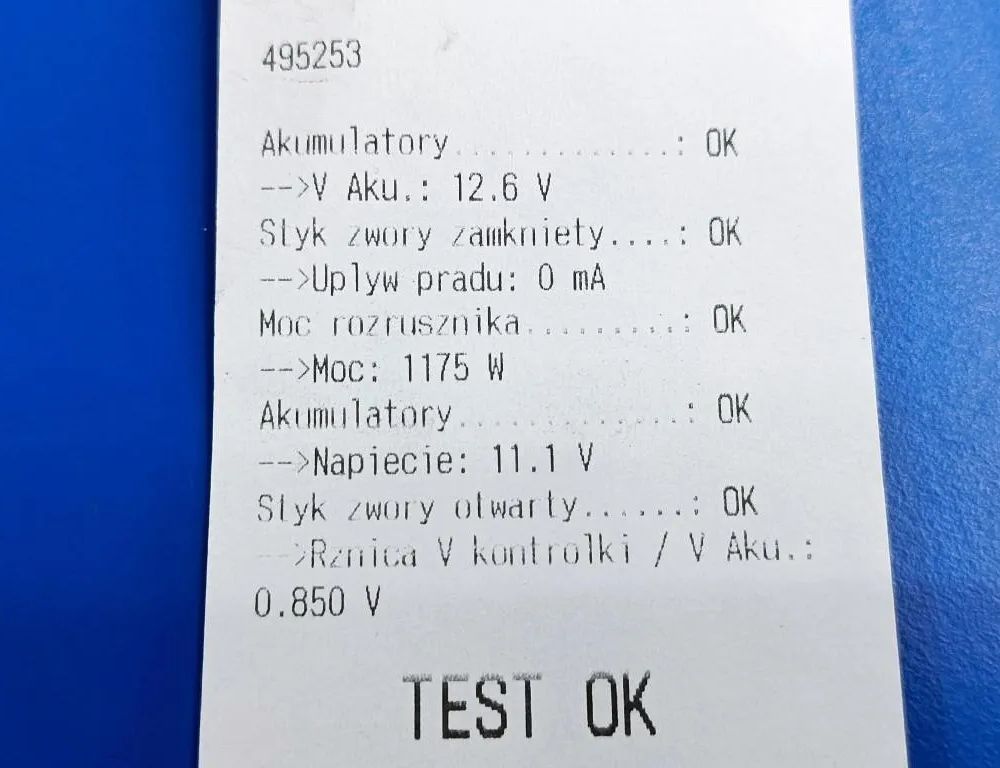 495253
Akumulatory.............: OK
-->V Aku.: 12.6 V
Styk zwory zamkniety....: OK
-->Uplyw pradu: 0 mA
Moc rozrusznika.........: OK
-->Moc: 1175 W
Akumulatory.............: OK
-->Napiecie: 11.1 V
Styk zwory otwarty......: OK
-->Rznica V kontrolki / V Aku.:
0.850 V
TEST OK